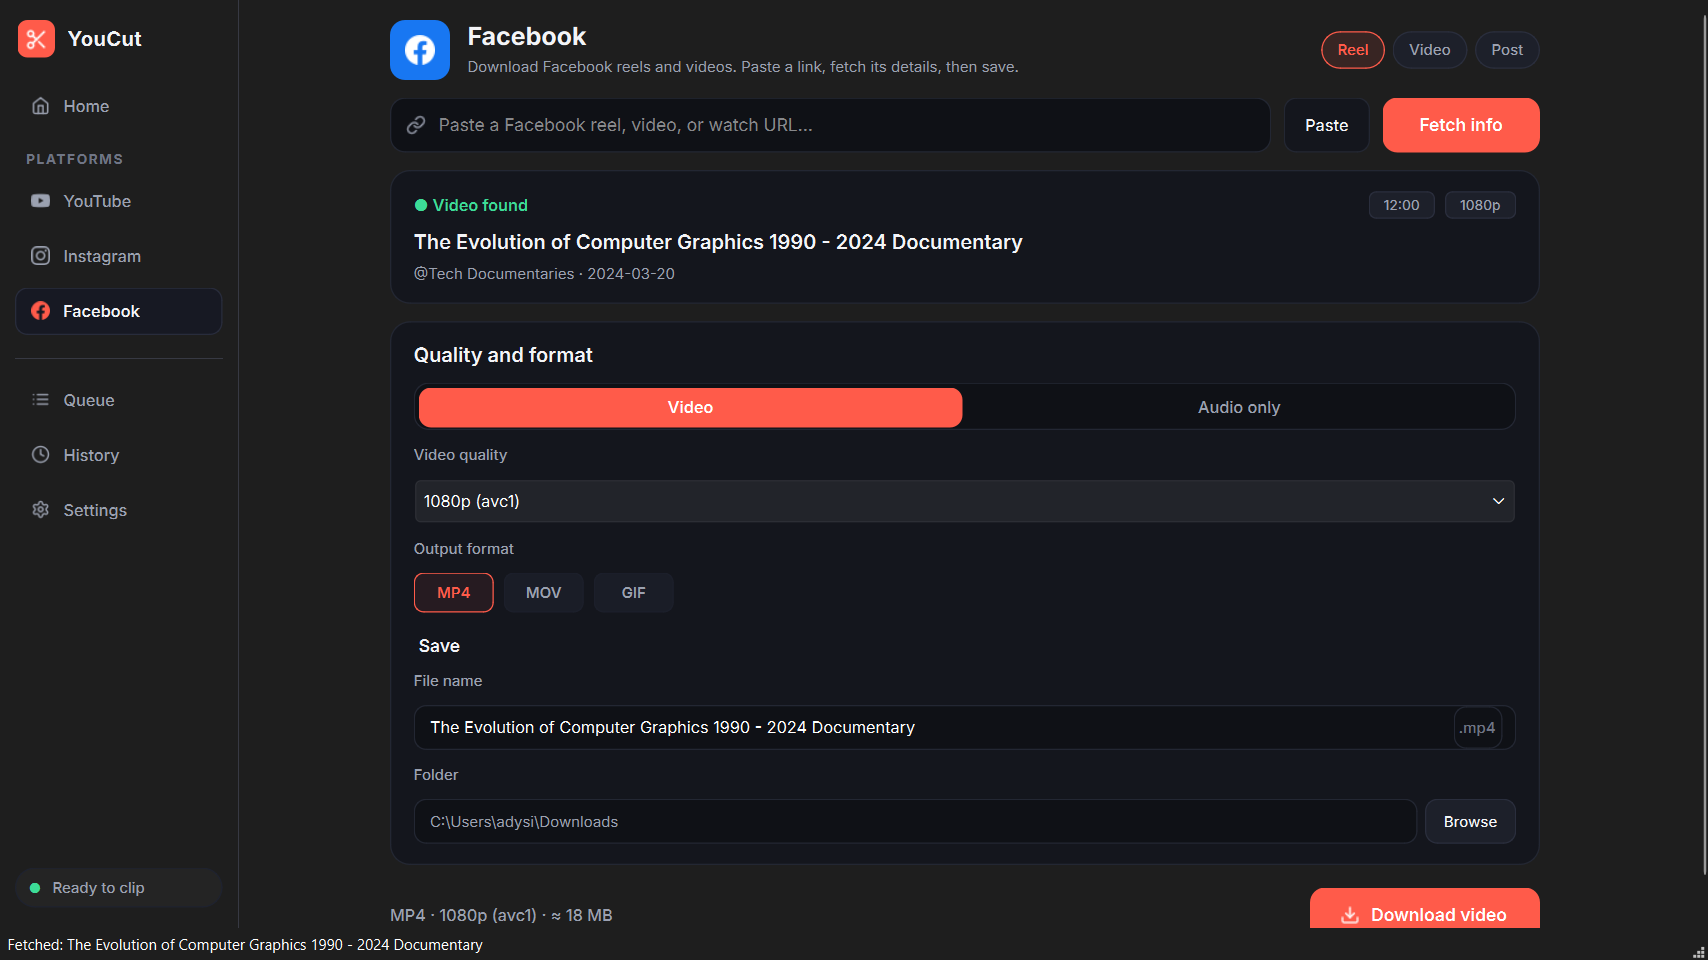 YouCut
Home
PLATFORMS
YouTube
Instagram
Facebook
Queue
History
Settings
Ready to clip
Facebook
Download Facebook reels and videos. Paste a link, fetch its details, then save.
Reel
Video
Post
Paste a Facebook reel, video, or watch URL...
Paste
Fetch info
Video found
12:00
1080p
The Evolution of Computer Graphics 1990 - 2024 Documentary
@Tech Documentaries · 2024-03-20
Quality and format
Video
Audio only
Video quality
1080p (avc1)
Output format
MP4
MOV
GIF
Save
File name
The Evolution of Computer Graphics 1990 - 2024 Documentary
.mp4
Folder
C:\Users\adysi\Downloads
Browse
MP4 · 1080p (avc1) · ≈ 18 MB
Download video
Fetched: The Evolution of Computer Graphics 1990 - 2024 Documentary